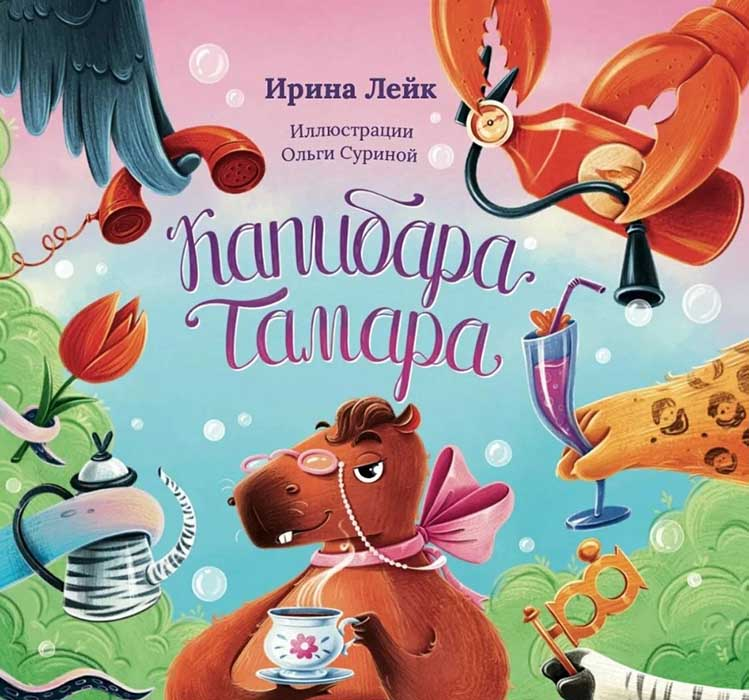 Ирина Лейк
Иллюстрации
Ольги Суриной
Капибара
Тамара